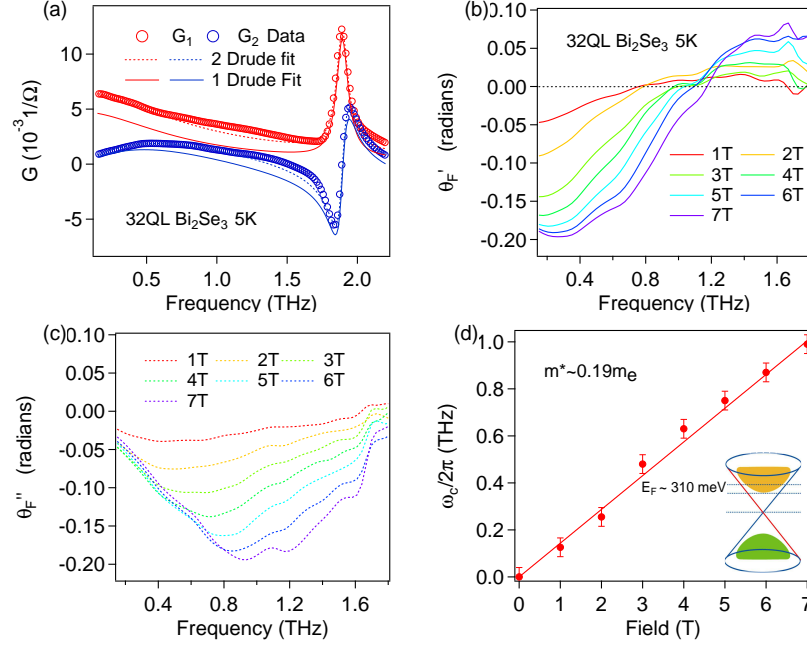 (a)
G₁ G₂ Data
2 Drude fit
1 Drude Fit
G (10⁻³ 1/Ω)
10
5
0
-5
32QL Bi₂Se₃ 5K
0.5 1.0 1.5 2.0
Frequency (THz)
(b)
32QL Bi₂Se₃ 5K
θF' (radians)
0.10
0.05
0.00
-0.05
-0.10
-0.15
-0.20
1T 2T
3T 4T
5T 6T
7T
0.4 0.8 1.2 1.6
Frequency (THz)
(c)
1T 2T 3T
4T 5T 6T
7T
θF'' (radians)
0.10
0.05
0.00
-0.05
-0.10
-0.15
-0.20
0.4 0.8 1.2 1.6
Frequency (THz)
(d)
m*~0.19mₑ
ωc/2π (THz)
1.0
0.8
0.6
0.4
0.2
0.0
EF ~ 310 meV
0 1 2 3 4 5 6 7
Field (T)